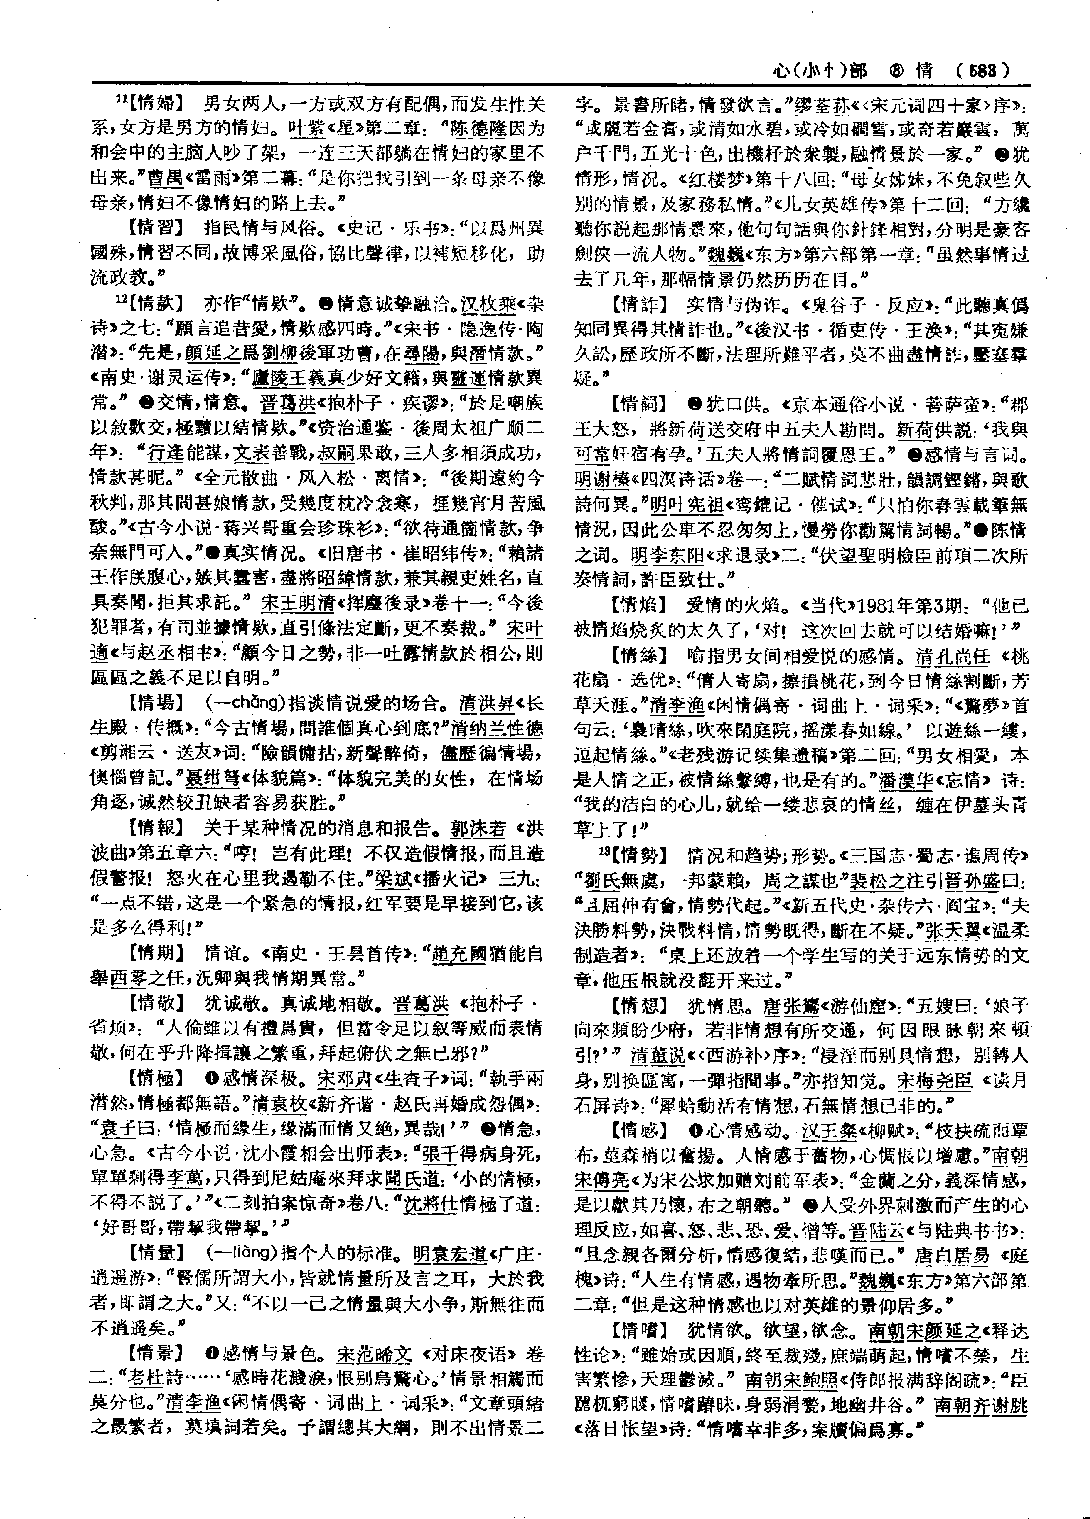 心(小忄)部 ⑧ 情 (583)
¹¹【情婦】 男女两人,一方或双方有配偶,而发生性关
系,女方是男方的情妇。叶紫《星》第二章:“陈德隆因为
和会中的主脑人吵了架,一连三天都躺在情妇的家里不
出来。”曹禺《雷雨》第二幕:“是你把我引到一条母亲不像
母亲,情妇不像情妇的路上去。”
【情習】 指民情与风俗。《史记·乐书》:“以爲州異
國殊,情習不同,故博采風俗,協比聲律,以補短移化,助
流政教。”
¹²【情款】 亦作“情欵”。❶情意诚挚融洽。汉枚乘《杂
诗》之七:“願言追昔愛,情欵感四時。”《宋书·隐逸传·陶
潜》:“先是,顔延之爲劉柳後軍功曹,在尋陽,與潛情款。”
《南史·谢灵运传》:“廬陵王義真少好文籍,與靈運情款異
常。” ❷交情,情意。晋葛洪《抱朴子·疾谬》:“於是嘲族
以敘歡交,極黷以結情欵。”《资治通鉴·後周太祖广顺二
年》:“行逢能謀,文表善戰,叔嗣果敢,三人多相須成功,
情款甚昵。”《全元散曲·风入松·离情》:“後期遠約今
秋判,那其間甚娘情款,受幾度枕冷衾寒,捱幾宵月苦風
酸。”《古今小说·蒋兴哥重会珍珠衫》:“欲待通箇情款,争
奈無門可入。”❸真实情况。《旧唐书·崔昭纬传》:“賴諸
王作朕腹心,嫉其蠹害,盡將昭緯情款,兼其親吏姓名,直
具奏聞,拒其求託。” 宋王明清《挥麈後录》卷十一:“今後
犯罪者,有司並據情欵,直引條法定斷,更不奏裁。” 宋叶
適《与赵丞相书》:“顧今日之勢,非一吐露情款於相公,則
區區之義不足以自明。”
【情場】 (—chǎng)指谈情说爱的场合。清洪昇《长
生殿·传概》:“今古情場,問誰個真心到底?”清纳兰性德
《剪湘云·送友》词:“險韻慵拈,新聲醉倚,儘歷徧情場,
懊惱曾記。”聂绀弩《体貌篇》:“体貌完美的女性,在情场
角逐,诚然较丑缺者容易获胜。”
【情報】 关于某种情况的消息和报告。郭沫若《洪
波曲》第五章六:“哼! 岂有此理! 不仅造假情报,而且造
假警报! 怒火在心里我遏勒不住。”梁斌《播火记》三九:
“一点不错,这是一个紧急的情报,红军要是早接到它,该
是多么得利!”
【情期】 情谊。《南史·王昙首传》:“趙充國猶能自
舉西零之任,況卿與我情期異常。”
【情敬】 犹诚敬。真诚地相敬。晋葛洪《抱朴子·
省烦》:“人倫雖以有禮爲貴,但當令足以敘等威而表情
敬,何在乎升降揖讓之繁重,拜起俯伏之無已邪?”
【情極】 ❶感情深极。宋邓肃《生查子》词:“執手兩
潸然,情極都無語。”清袁枚《新齐谐·赵氏再婚成怨偶》:
“袁子曰:‘情極而緣生,緣滿而情又絶,異哉!’” ❷情急,
心急。《古今小说·沈小霞相会出师表》:“張千得病身死,
單單剩得李萬,只得到尼姑庵來拜求聞氏道:‘小的情極,
不得不説了。’”《二刻拍案惊奇》卷八:“沈將仕情極了道:
‘好哥哥,帶挈我帶挈。’”
【情量】 (—liàng)指个人的标准。明袁宏道《广庄·
逍遥游》:“豎儒所謂大小,皆就情量所及言之耳,大於我
者,即謂之大。”又:“不以一己之情量與大小争,斯無往而
不逍遥矣。”
【情景】 ❶感情与景色。宋范晞文《对床夜语》卷
二:“老杜詩……‘感時花濺淚,恨别鳥驚心。’情景相觸而
莫分也。”清李渔《闲情偶寄·词曲上·词采》:“文章頭緒
之最繁者,莫填詞若矣。予謂總其大綱,則不出情景二
字。景書所睹,情發欲言。”缪荃荪《〈宋元词四十家〉序》:
“或麗若金膏,或清如水碧,或冷如磵雪,或奇若巖雲,萬
户千門,五光十色,出機杼於衆製,融情景於一家。” ❷犹
情形,情况。《红楼梦》第十八回:“母女姊妹,不免叙些久
别的情景,及家務私情。”《儿女英雄传》第十二回:“方纔
聽你説起那情景來,他句句話與你針鋒相對,分明是豪客
劍俠一流人物。”魏巍《东方》第六部第一章:“虽然事情过
去了几年,那幅情景仍然历历在目。”
【情詐】 实情与伪诈。《鬼谷子·反应》:“此聽真僞
知同異得其情詐也。”《後汉书·循吏传·王涣》:“其冤嫌
久訟,歷政所不斷,法理所難平者,莫不曲盡情詐,壓塞羣
疑。”
【情詞】 ❶犹口供。《京本通俗小说·菩萨蛮》:“郡
王大怒,將新荷送交府中五夫人勘問。新荷供説:‘我與
可常奸宿有孕。’五夫人將情詞覆恩王。” ❷感情与言词。
明谢榛《四溟诗话》卷一:“二賦情詞悲壯,韻調鏗鏘,與歌
詩何異。”明叶宪祖《鸾鎞记·催试》:“只怕你春雲載筆無
情況,因此公車不忍匆匆上,慢勞你勸駕情詞暢。”❸陈情
之词。明李东阳《求退录》二:“伏望聖明檢臣前項二次所
奏情詞,許臣致仕。”
【情焰】 爱情的火焰。《当代》1981年第3期:“他已
被情焰烧炙的太久了,‘对! 这次回去就可以结婚嘛!’”
【情絲】 喻指男女间相爱悦的感情。清孔尚任《桃
花扇·选优》:“倩人寄扇,擦損桃花,到今日情絲割斷,芳
草天涯。”清李渔《闲情偶寄·词曲上·词采》:“《驚夢》首
句云:‘裊晴絲,吹來閒庭院,摇漾春如線。’以遊絲一縷,
逗起情絲。”《老残游记续集遗稿》第二回:“男女相愛,本
是人情之正,被情絲繫縛,也是有的。”潘漠华《忘情》诗:
“我的洁白的心儿,就给一缕悲哀的情丝,缠在伊墓头青
草上了!”
¹³【情勢】 情况和趋势;形势。《三国志·蜀志·谯周传》
“劉氏無虞,一邦蒙賴,周之謀也”裴松之注引晋孙盛曰:
“且屈伸有會,情勢代起。”《新五代史·杂传六·阎宝》:“夫
決勝料勢,決戰料情,情勢既得,斷在不疑。”张天翼《温柔
制造者》:“桌上还放着一个学生写的关于远东情势的文
章,他压根就没翻开来过。”
【情想】 犹情思。唐张鷟《游仙窟》:“五嫂曰:‘娘子
向來頻盼少府,若非情想有所交通,何因眼脉朝來頓
引?’” 清董说《〈西游补〉序》:“浸淫而别具情想,别轉人
身,别换區寓,一彈指間事。”亦指知觉。宋梅尧臣《读月
石屏诗》:“犀蛤動活有情想,石無情想已非的。”
【情感】 ❶心情感动。汉王粲《柳赋》:“枝扶疏而覃
布,莖森梢以奮揚。人情感于舊物,心惆悵以增慮。”南朝
宋傅亮《为宋公求加赠刘前军表》:“金蘭之分,義深情感,
是以獻其乃懷,布之朝聽。” ❷人受外界刺激而产生的心
理反应,如喜、怒、悲、恐、爱、憎等。晋陆云《与陆典书书》:
“且念親各爾分析,情感復結,悲嘆而已。” 唐白居易《庭
槐》诗:“人生有情感,遇物牽所思。”魏巍《东方》第六部第
二章:“但是这种情感也以对英雄的景仰居多。”
【情嗜】 犹情欲。欲望,欲念。南朝宋颜延之《释达
性论》:“雖始或因順,終至裁殘,庶端萌起,情嗜不禁,生
害繁慘,天理鬱滅。” 南朝宋鲍照《侍郎报满辞阁疏》:“臣
𡰝杌窮賤,情嗜蹖昧,身弱涓甃,地幽井谷。” 南朝齐谢朓
《落日怅望》诗:“情嗜幸非多,案牘偏爲寡。”